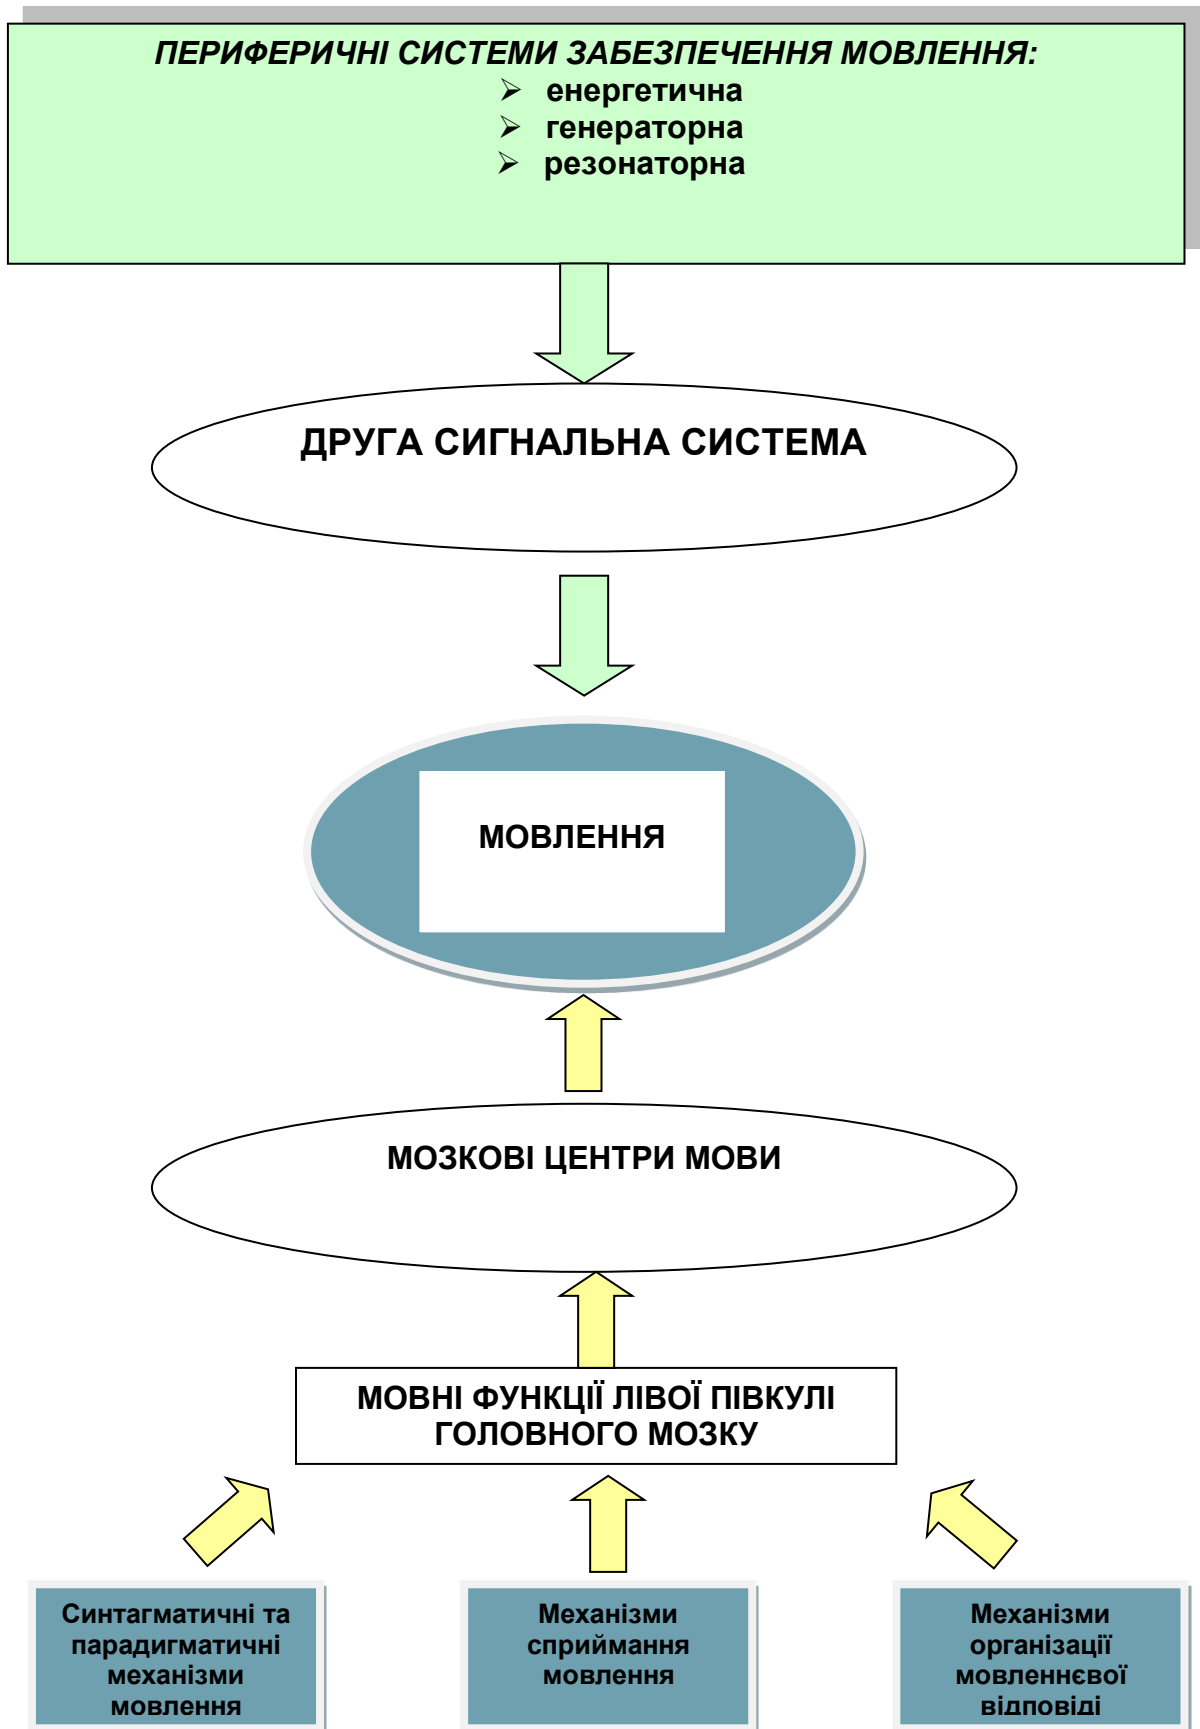 ПЕРИФЕРИЧНІ СИСТЕМИ ЗАБЕЗПЕЧЕННЯ МОВЛЕННЯ:
➢ енергетична
➢ генераторна
➢ резонаторна
ДРУГА СИГНАЛЬНА СИСТЕМА
МОВЛЕННЯ
МОЗКОВІ ЦЕНТРИ МОВИ
МОВНІ ФУНКЦІЇ ЛІВОЇ ПІВКУЛІ
ГОЛОВНОГО МОЗКУ
Синтагматичні та
парадигматичні
механізми
мовлення
Механізми
сприймання
мовлення
Механізми
організації
мовленнєвої
відповіді